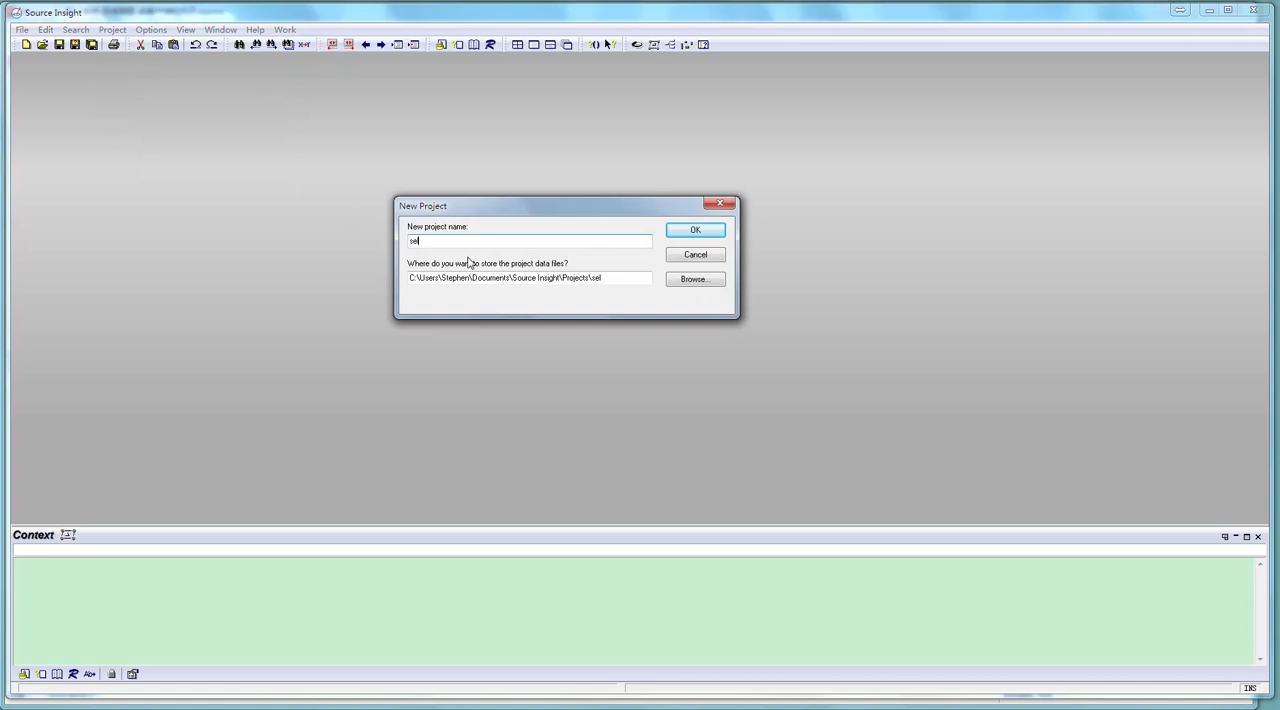 Source Insight
File Edit Search Project Options View Window Help Work
New Project
New project name:
OK
sel
Cancel
Where do you want to store the project data files?
C:\Users\Stephen\Documents\Source Insight\Projects\sel
Browse...
Context
Ab+
INS